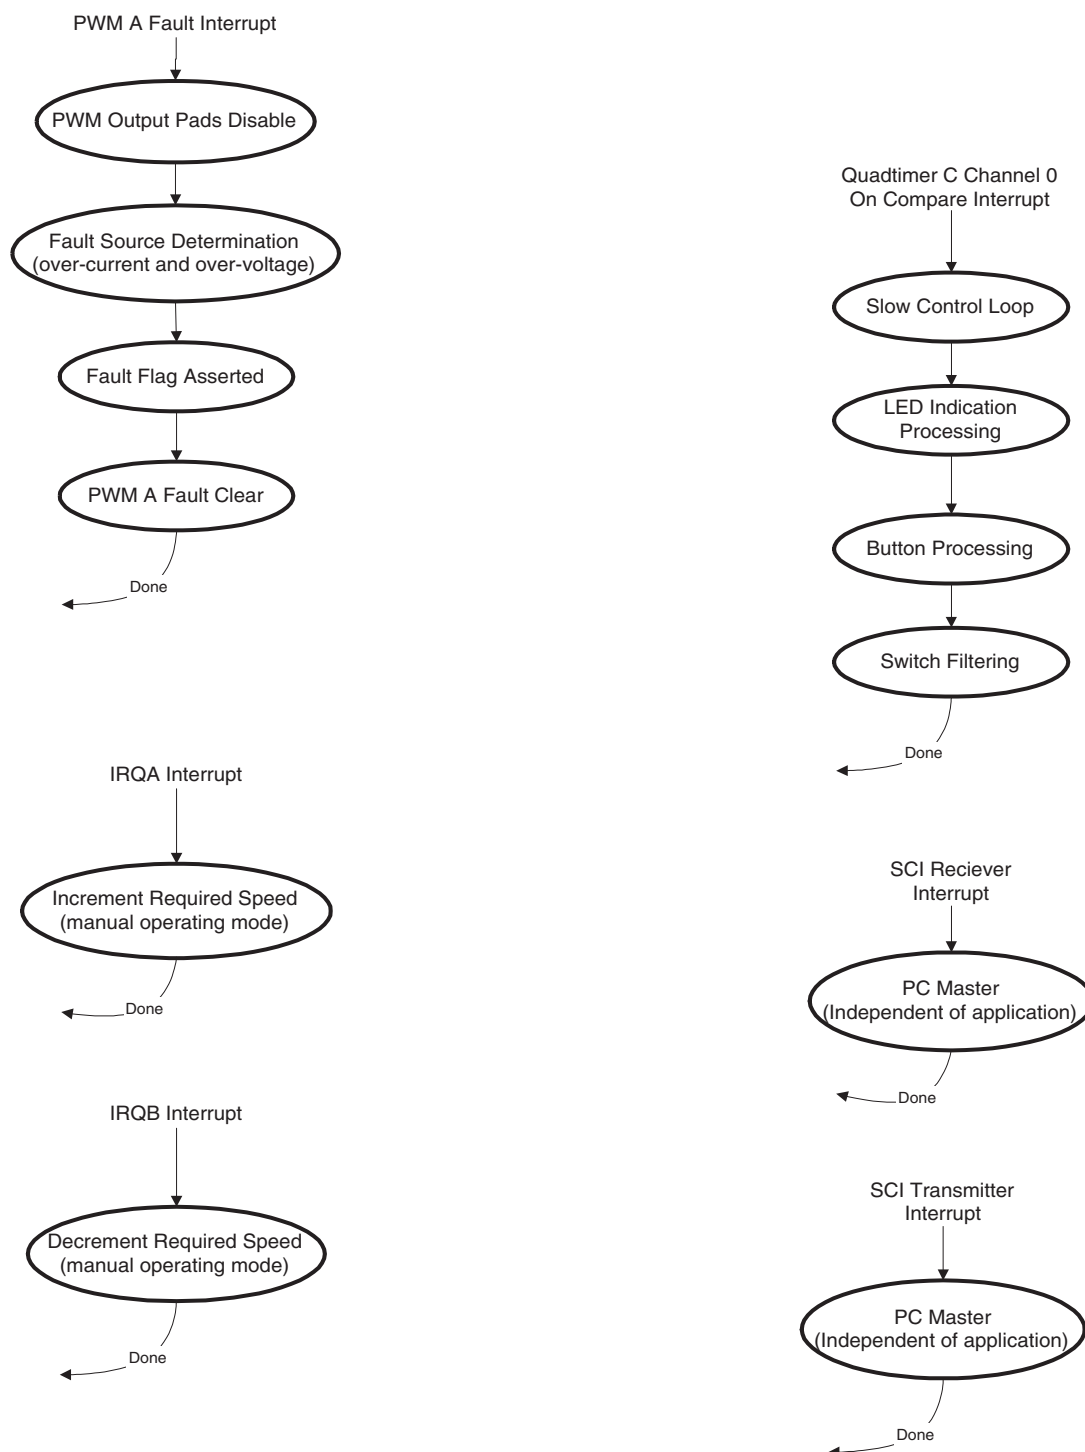 PWM A Fault Interrupt
PWM Output Pads Disable
Fault Source Determination
(over-current and over-voltage)
Fault Flag Asserted
PWM A Fault Clear
Done
IRQA Interrupt
Increment Required Speed
(manual operating mode)
Done
IRQB Interrupt
Decrement Required Speed
(manual operating mode)
Done
Quadtimer C Channel 0
On Compare Interrupt
Slow Control Loop
LED Indication
Processing
Button Processing
Switch Filtering
Done
SCI Reciever
Interrupt
PC Master
(Independent of application)
Done
SCI Transmitter
Interrupt
PC Master
(Independent of application)
Done